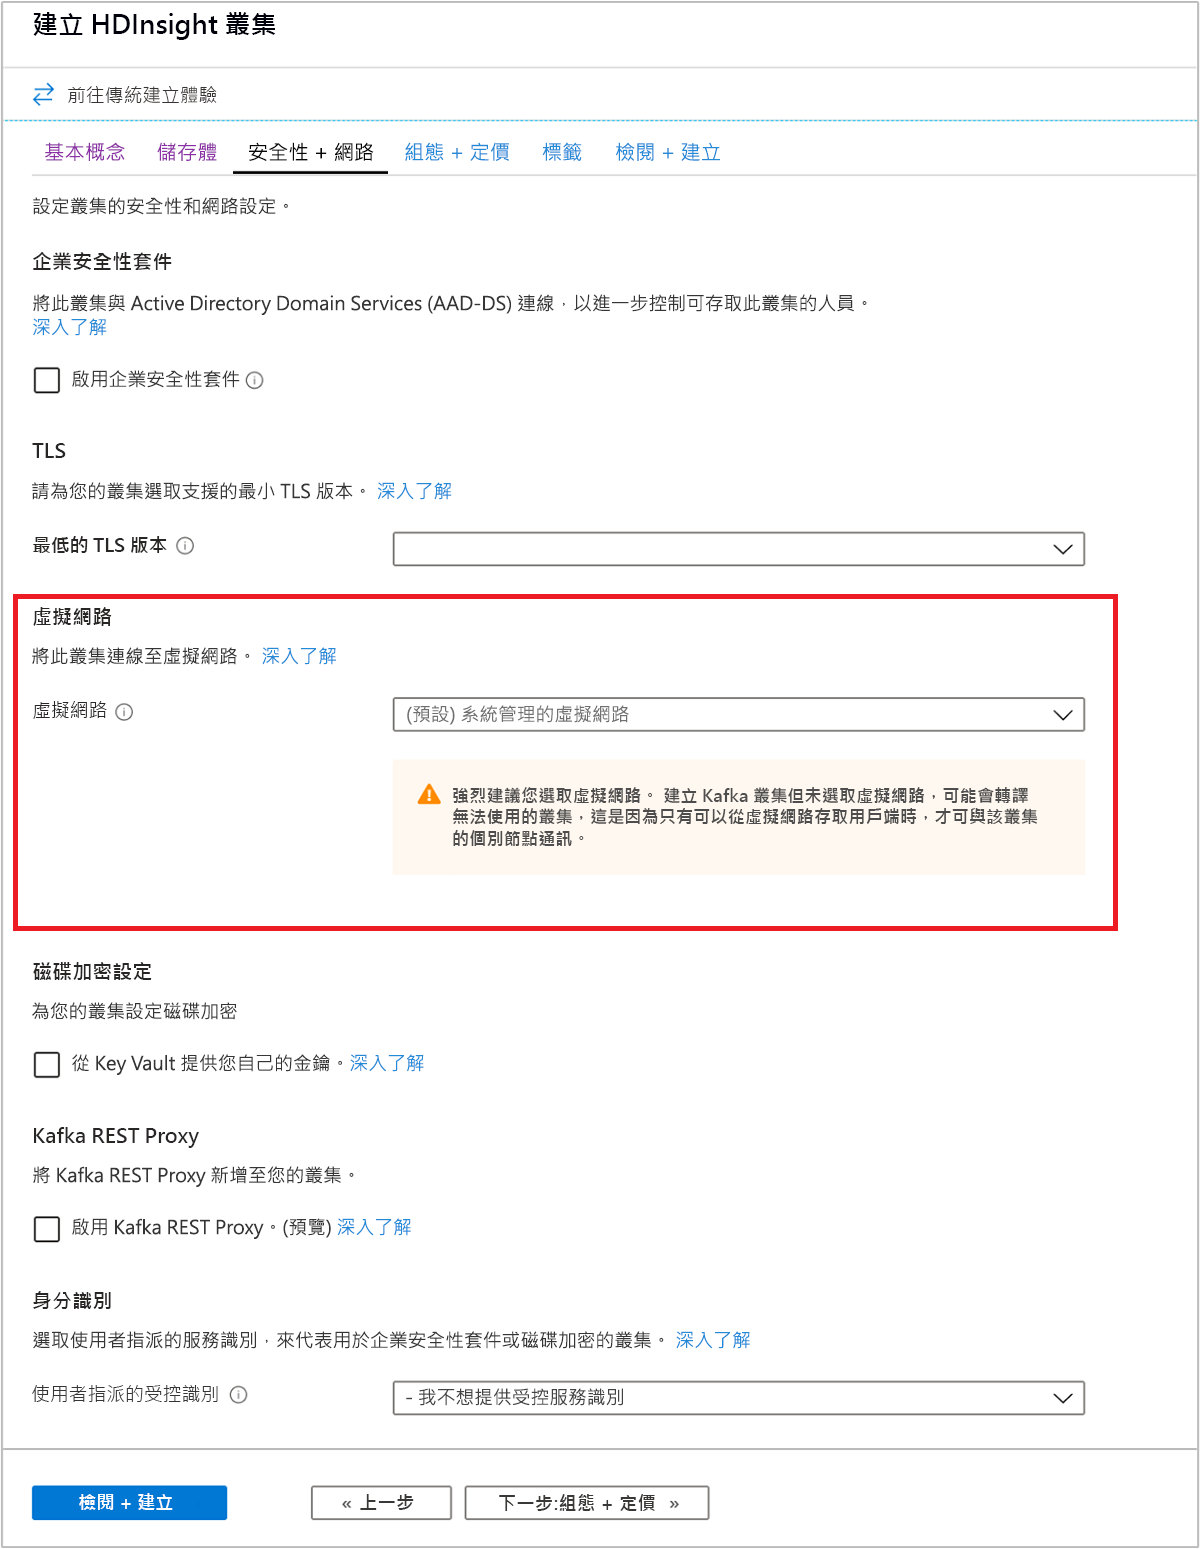 建立 HDInsight 叢集
前往傳統建立體驗
基本概念 儲存體 安全性 + 網路 組態 + 定價 標籤 檢閱 + 建立
設定叢集的安全性和網路設定。
企業安全性套件
將此叢集與 Active Directory Domain Services (AAD-DS) 連線，以進一步控制可存取此叢集的人員。
深入了解
啟用企業安全性套件
TLS
請為您的叢集選取支援的最小 TLS 版本。 深入了解
最低的 TLS 版本
虛擬網路
將此叢集連線至虛擬網路。 深入了解
虛擬網路
(預設) 系統管理的虛擬網路
強烈建議您選取虛擬網路。 建立 Kafka 叢集但未選取虛擬網路，可能會轉譯
無法使用的叢集，這是因為只有可以從虛擬網路存取用戶端時，才可與該叢集
的個別節點通訊。
磁碟加密設定
為您的叢集設定磁碟加密
從 Key Vault 提供您自己的金鑰。深入了解
Kafka REST Proxy
將 Kafka REST Proxy 新增至您的叢集。
啟用 Kafka REST Proxy。(預覽) 深入了解
身分識別
選取使用者指派的服務識別，來代表用於企業安全性套件或磁碟加密的叢集。 深入了解
使用者指派的受控識別
- 我不想提供受控服務識別
檢閱 + 建立
« 上一步
下一步:組態 + 定價 »